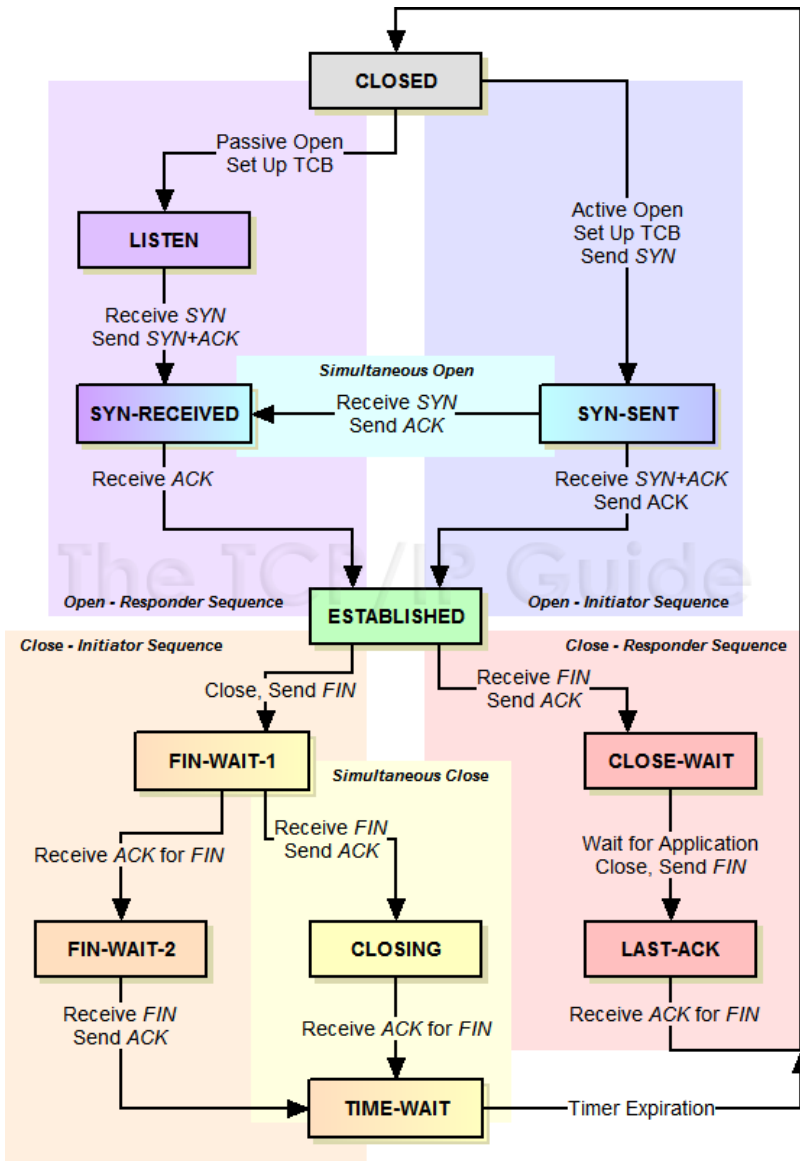 CLOSED
Passive Open
Set Up TCB
Active Open
Set Up TCB
Send SYN
LISTEN
Receive SYN
Send SYN+ACK
Simultaneous Open
SYN-RECEIVED
Receive SYN
Send ACK
SYN-SENT
Receive ACK
Receive SYN+ACK
Send ACK
The TCP/IP Guide
Open - Responder Sequence
Open - Initiator Sequence
ESTABLISHED
Close - Initiator Sequence
Close - Responder Sequence
Close, Send FIN
Receive FIN
Send ACK
FIN-WAIT-1
CLOSE-WAIT
Simultaneous Close
Receive ACK for FIN
Receive FIN
Send ACK
Wait for Application
Close, Send FIN
FIN-WAIT-2
CLOSING
LAST-ACK
Receive FIN
Send ACK
Receive ACK for FIN
Receive ACK for FIN
TIME-WAIT
Timer Expiration